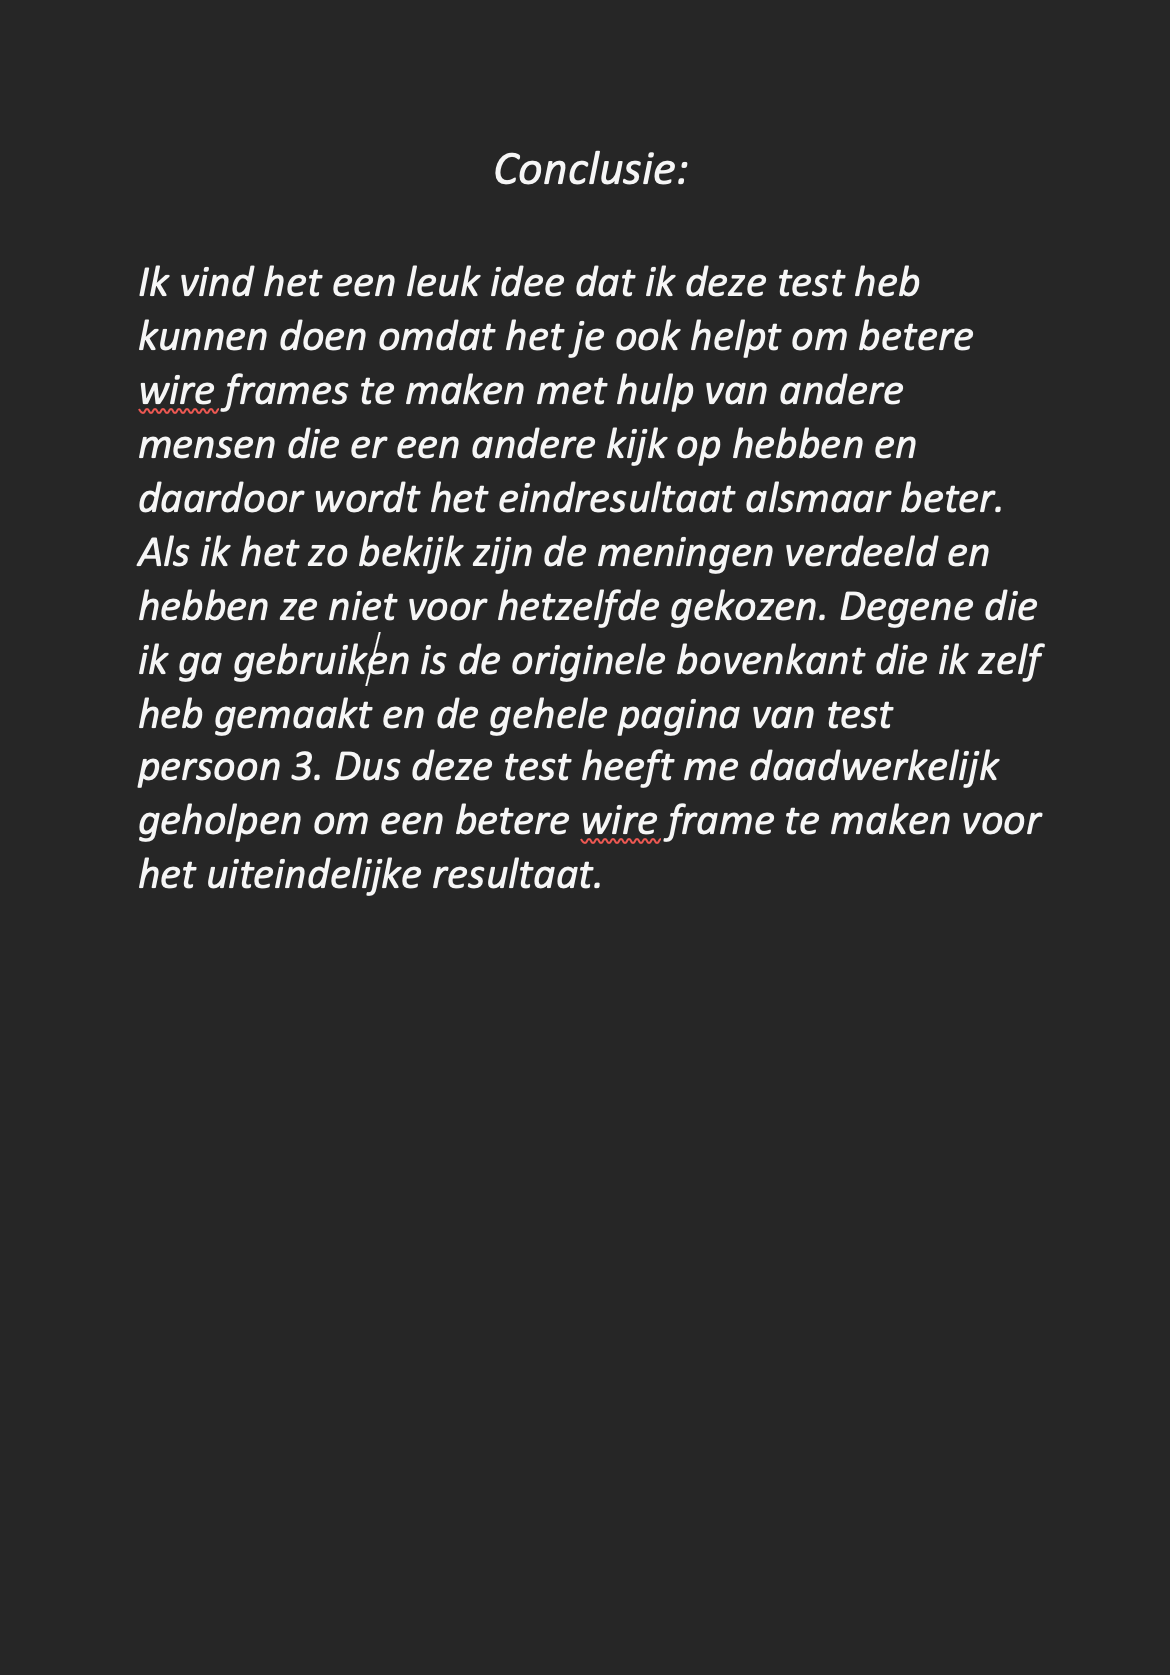 Conclusie:
Ik vind het een leuk idee dat ik deze test heb
kunnen doen omdat het je ook helpt om betere
wire frames te maken met hulp van andere
mensen die er een andere kijk op hebben en
daardoor wordt het eindresultaat alsmaar beter.
Als ik het zo bekijk zijn de meningen verdeeld en
hebben ze niet voor hetzelfde gekozen. Degene die
ik ga gebruiken is de originele bovenkant die ik zelf
heb gemaakt en de gehele pagina van test
persoon 3. Dus deze test heeft me daadwerkelijk
geholpen om een betere wire frame te maken voor
het uiteindelijke resultaat.